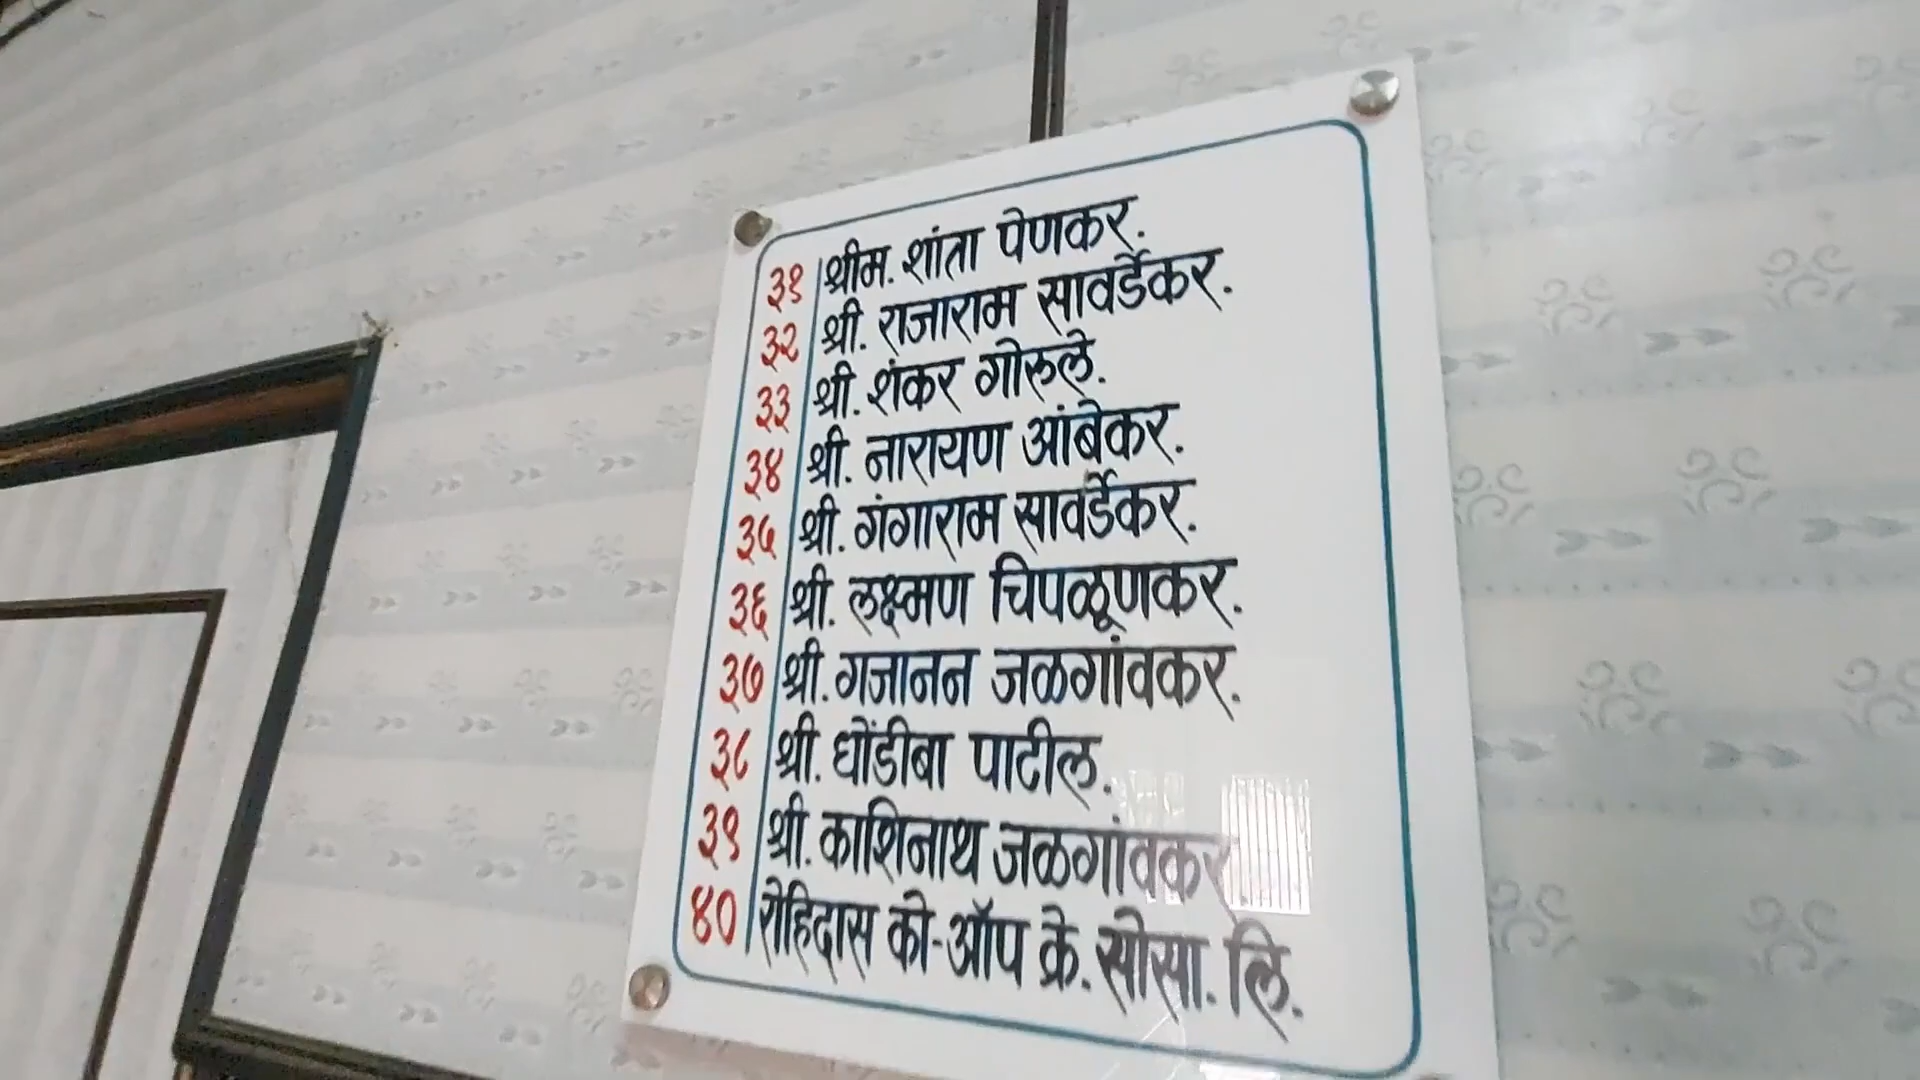 ३१ श्रीम. शांता पेणकर.
३२ श्री. राजाराम सावर्डेकर.
३३ श्री. शंकर गोरुले.
३४ श्री. नारायण आंबेकर.
३५ श्री. गंगाराम सावर्डेकर.
३६ श्री. लक्ष्मण चिपळूणकर.
३७ श्री. गजानन जळगांवकर.
३८ श्री. धोंडीबा पाटील.
३९ श्री. काशिनाथ जळगांवकर
४० रोहिदास को-ऑप क्रे. सोसा. लि.